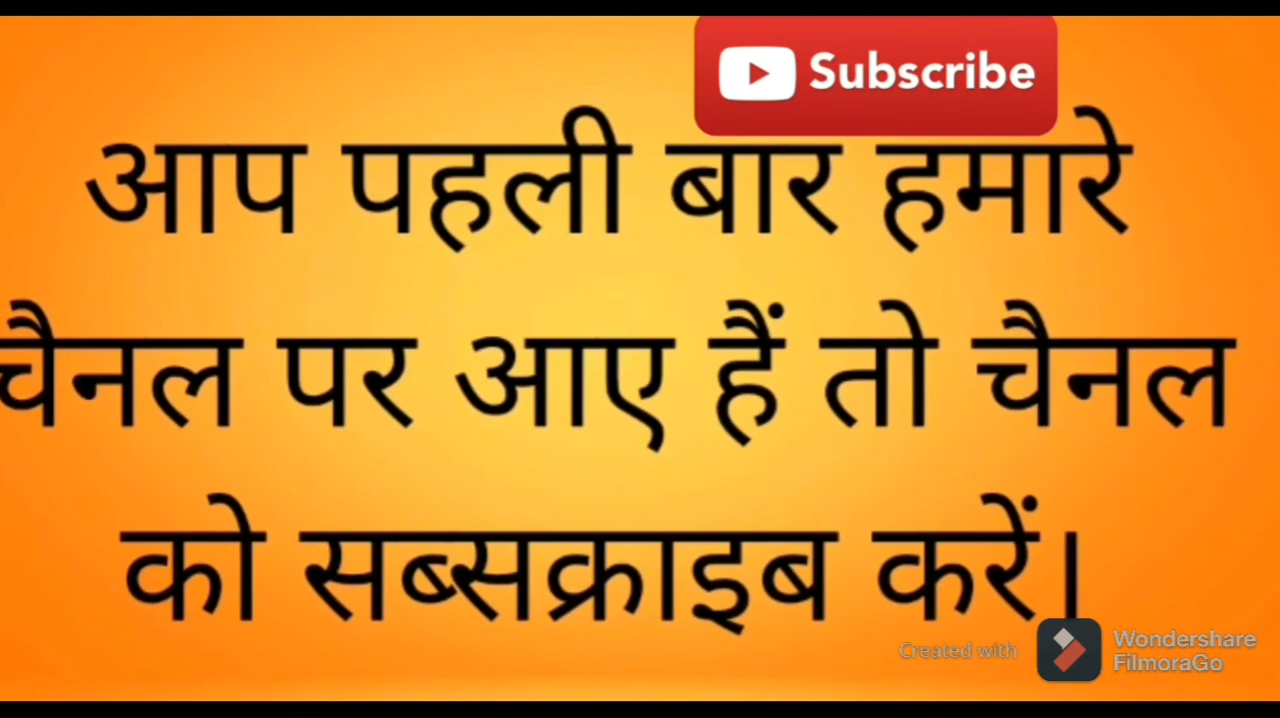 Subscribe
आप पहली बार हमारे
चैनल पर आए हैं तो चैनल
को सब्सक्राइब करें।
Created with
Wondershare
FilmoraGo